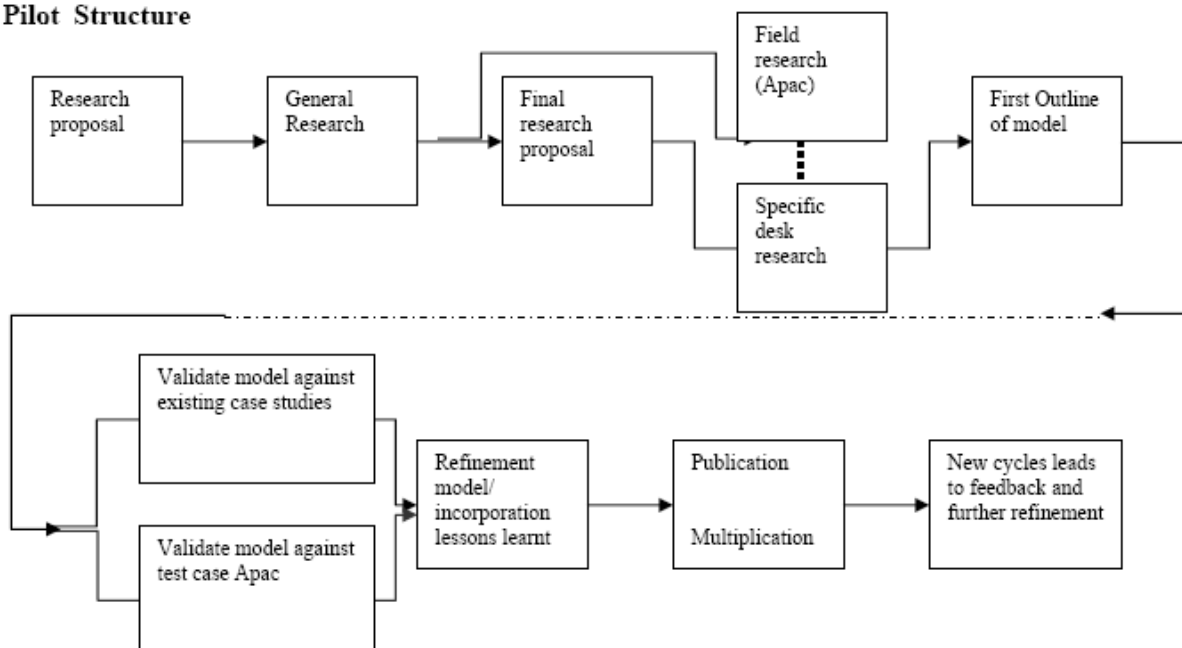 Pilot Structure
Research
proposal
General
Research
Final
research
proposal
Field
research
(Apac)
Specific
desk
research
First Outline
of model
Validate model against
existing case studies
Validate model against
test case Apac
Refinement
model/
incorporation
lessons learnt
Publication
Multiplication
New cycles leads
to feedback and
further refinement